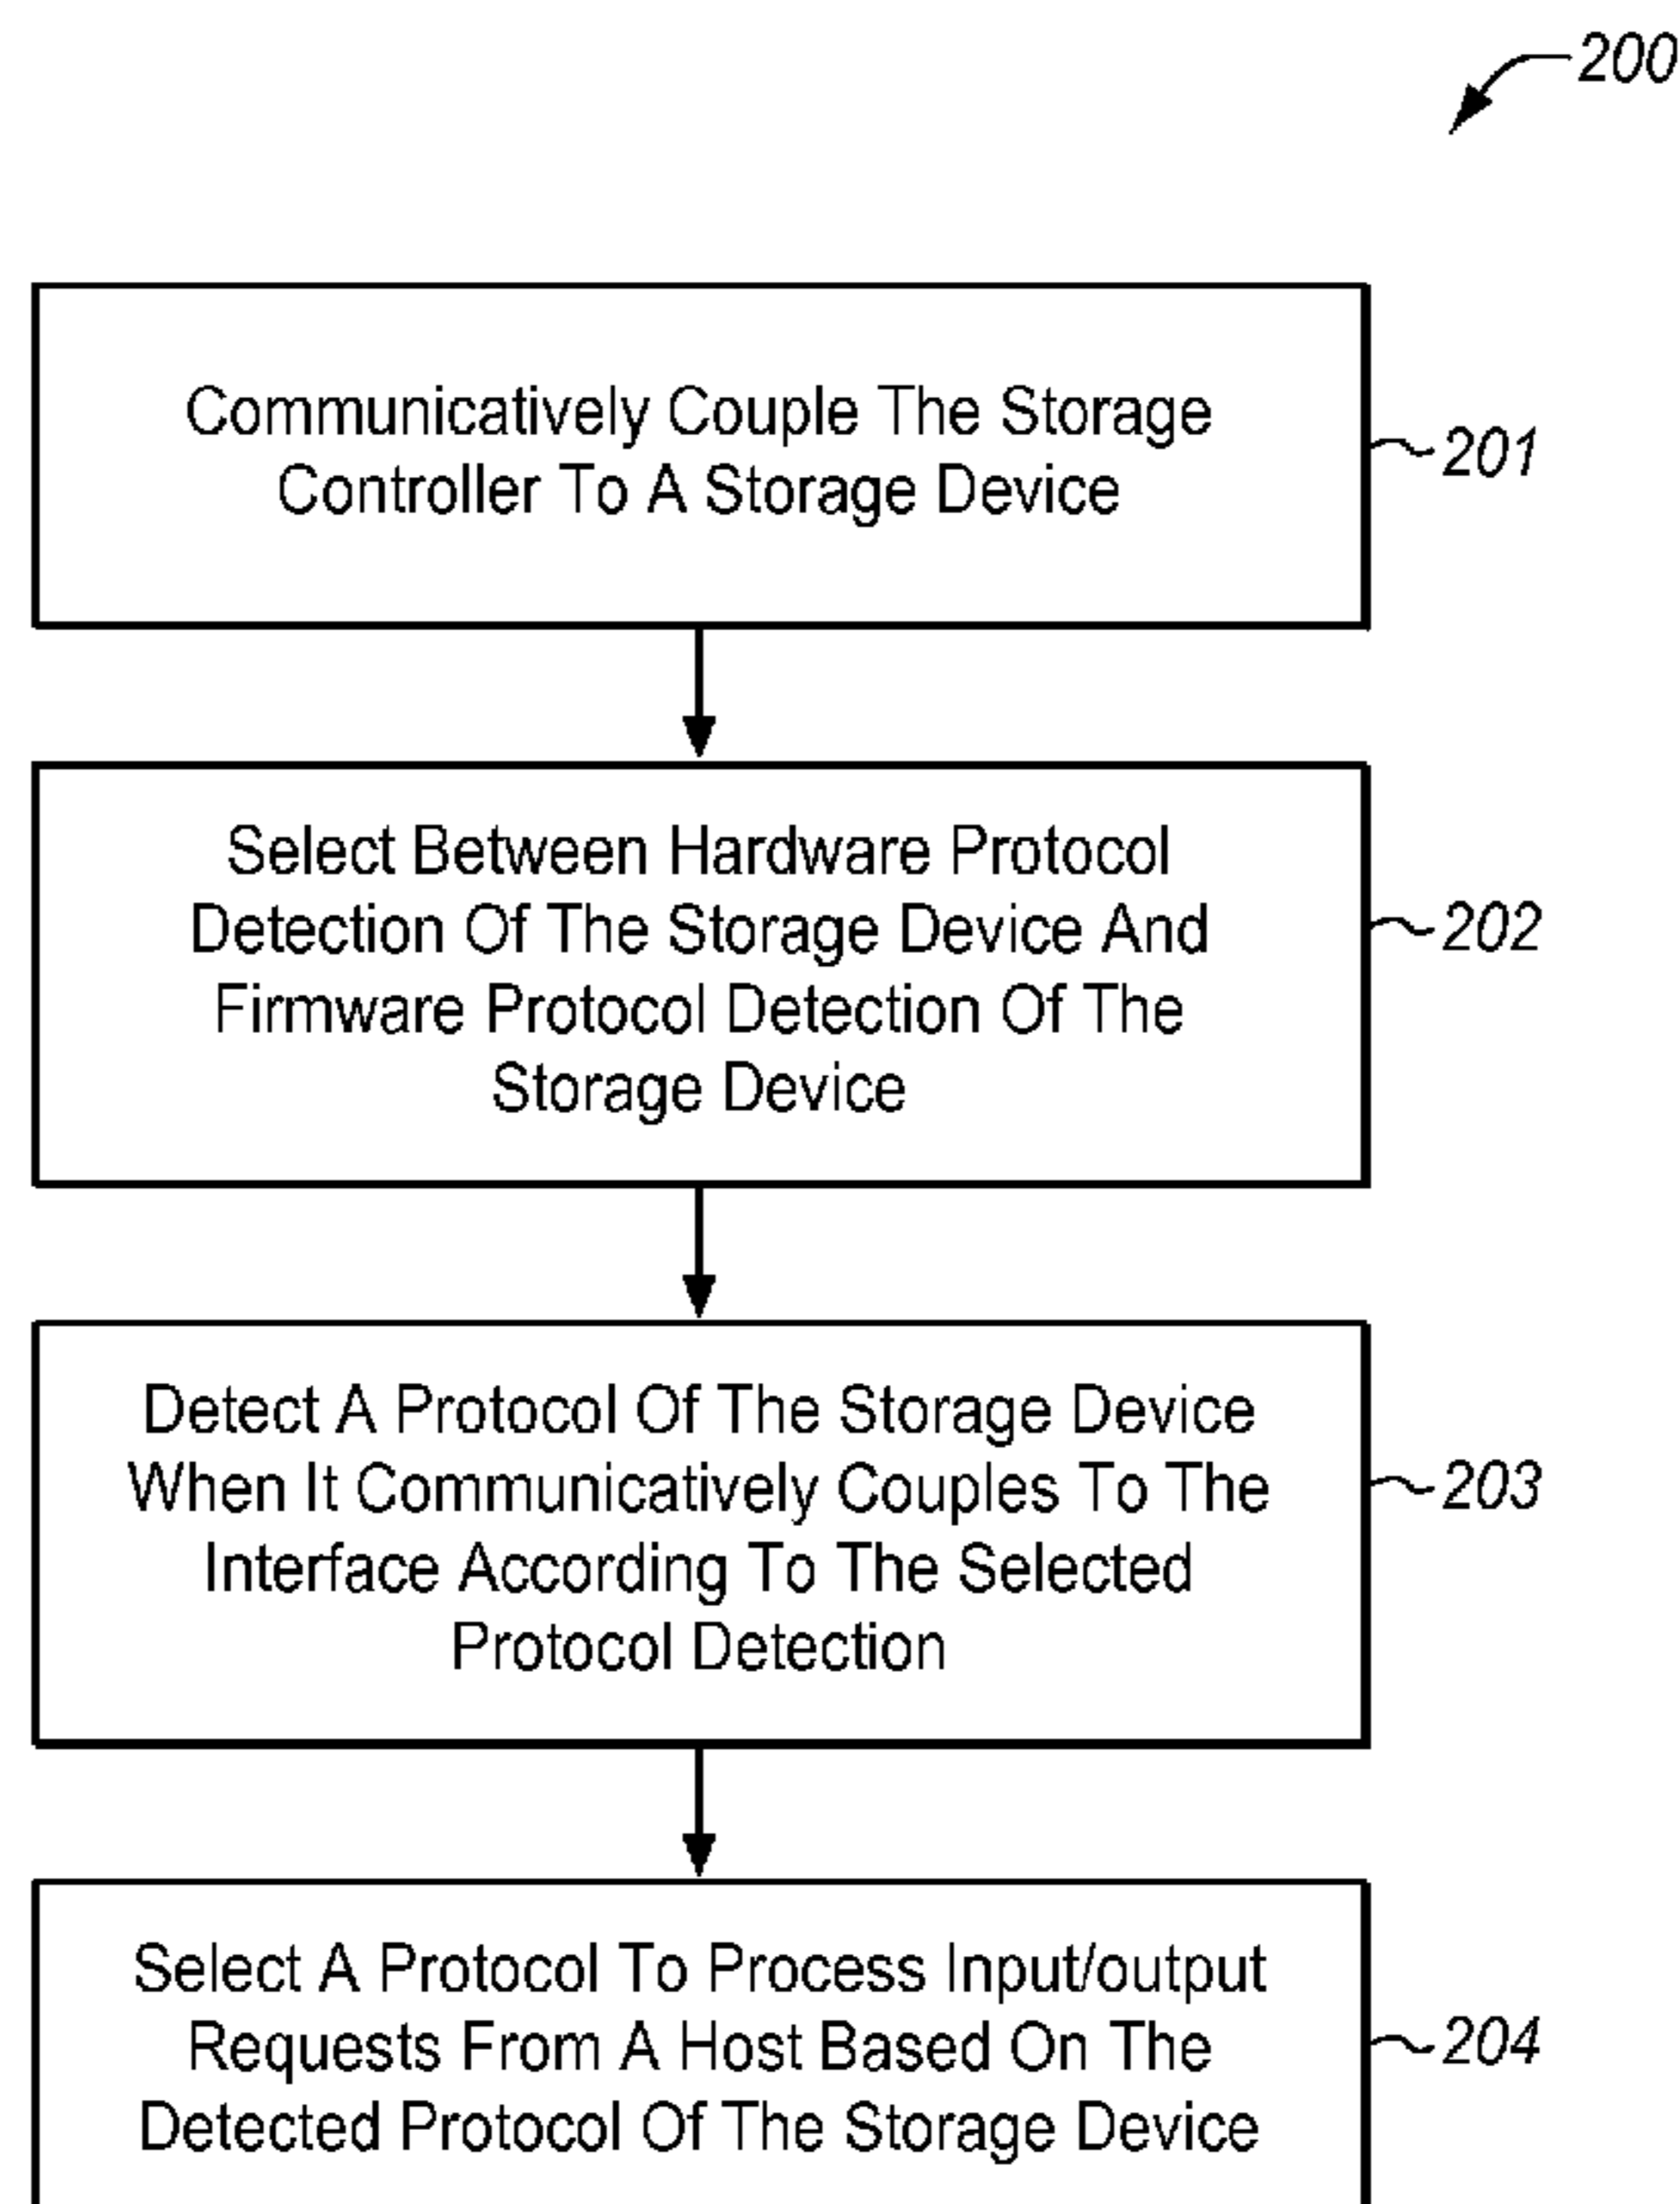 200
Communicatively Couple The Storage
Controller To A Storage Device
201
Select Between Hardware Protocol
Detection Of The Storage Device And
Firmware Protocol Detection Of The
Storage Device
202
Detect A Protocol Of The Storage Device
When It Communicatively Couples To The
Interface According To The Selected
Protocol Detection
203
Select A Protocol To Process Input/output
Requests From A Host Based On The
Detected Protocol Of The Storage Device
204